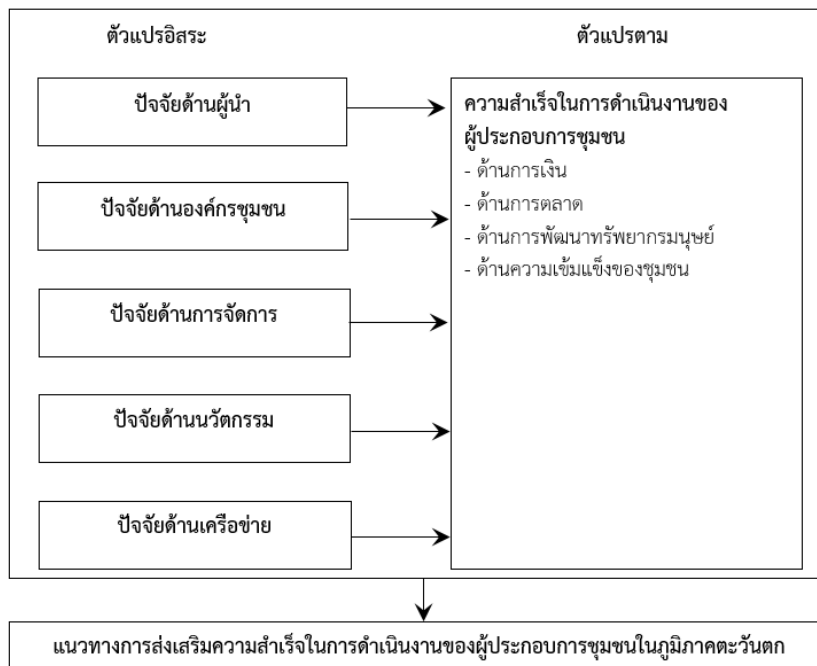 ตัวแปรอิสระ
ตัวแปรตาม
ปัจจัยด้านผู้นำ
ปัจจัยด้านองค์กรชุมชน
ปัจจัยด้านการจัดการ
ปัจจัยด้านนวัตกรรม
ปัจจัยด้านเครือข่าย
ความสำเร็จในการดำเนินงานของ
ผู้ประกอบการชุมชน
- ด้านการเงิน
- ด้านการตลาด
- ด้านการพัฒนาทรัพยากรมนุษย์
- ด้านความเข้มแข็งของชุมชน
แนวทางการส่งเสริมความสำเร็จในการดำเนินงานของผู้ประกอบการชุมชนในภูมิภาคตะวันตก